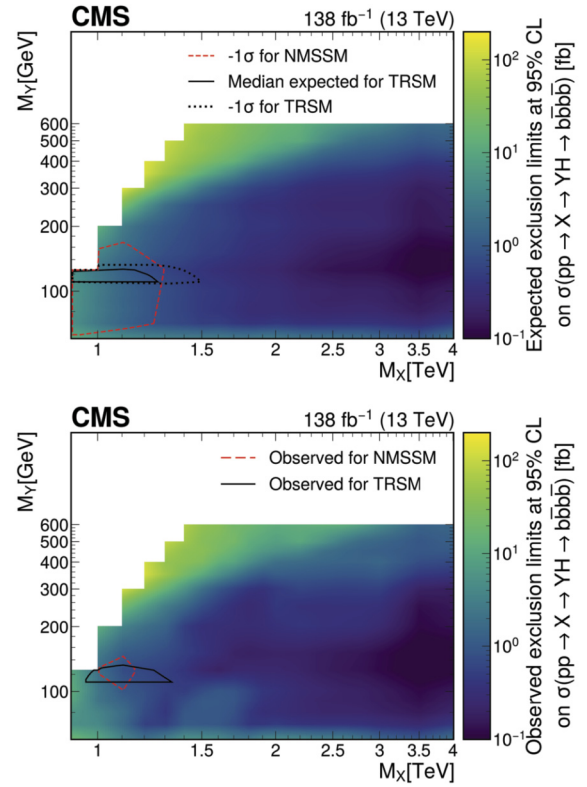 CMS 138 fb⁻¹ (13 TeV)
M_Y[GeV]
-1σ for NMSSM
Median expected for TRSM
-1σ for TRSM
600
500
400
300
200
100
1 1.5 2 2.5 3 3.5 4
M_X[TeV]
10²
10¹
10⁰
10⁻¹
Expected exclusion limits at 95% CL
on σ(pp → X → YH → bb̄bb̄) [fb]
CMS 138 fb⁻¹ (13 TeV)
M_Y[GeV]
Observed for NMSSM
Observed for TRSM
600
500
400
300
200
100
1 1.5 2 2.5 3 3.5 4
M_X[TeV]
10²
10¹
10⁰
10⁻¹
Observed exclusion limits at 95% CL
on σ(pp → X → YH → bb̄bb̄) [fb]